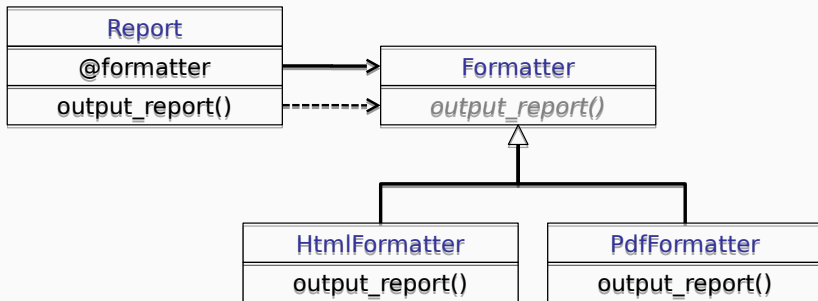 Report
@formatter
output_report()
Formatter
output_report()
HtmlFormatter
output_report()
PdfFormatter
output_report()